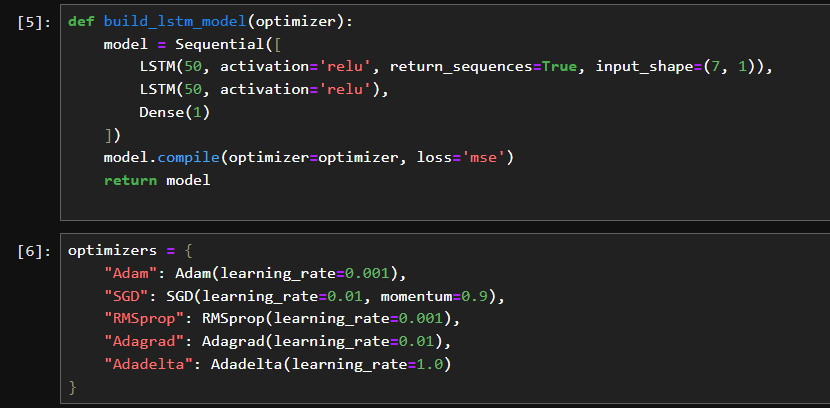 [5]: def build_lstm_model(optimizer):
    model = Sequential([
        LSTM(50, activation='relu', return_sequences=True, input_shape=(7, 1)),
        LSTM(50, activation='relu'),
        Dense(1)
    ])
    model.compile(optimizer=optimizer, loss='mse')
    return model
[6]: optimizers = {
    "Adam": Adam(learning_rate=0.001),
    "SGD": SGD(learning_rate=0.01, momentum=0.9),
    "RMSprop": RMSprop(learning_rate=0.001),
    "Adagrad": Adagrad(learning_rate=0.01),
    "Adadelta": Adadelta(learning_rate=1.0)
}